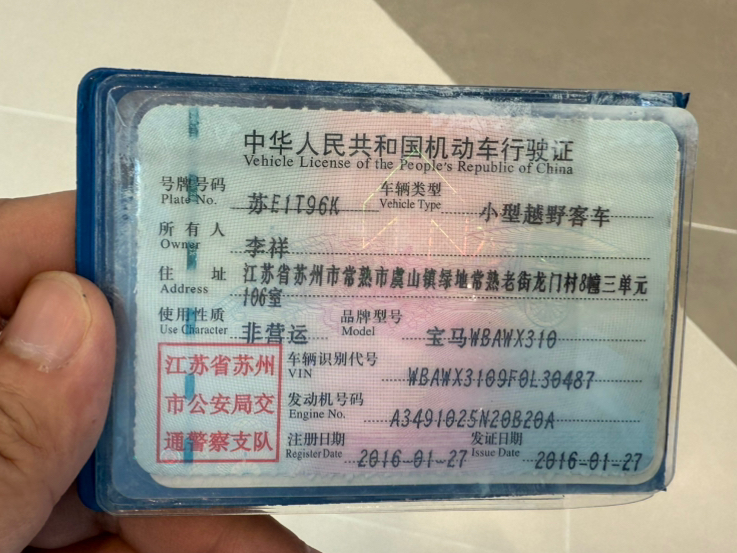 中华人民共和国机动车行驶证
Vehicle License of the People's Republic of China
号牌号码 苏E1T96K 车辆类型 小型越野客车
Plate No. Vehicle Type
所有人 李祥
Owner
住址 江苏省苏州市常熟市虞山镇绿地常熟老街龙门村8幢三单元
Address 106室
使用性质 非营运 品牌型号 宝马WBAWX310
Use Character Model
江苏省苏州
市公安局交
通警察支队
车辆识别代号 WBAWX3109F0L30487
VIN
发动机号码 A3491025N20B20A
Engine No.
注册日期 2016-01-27 发证日期 2016-01-27
Register Date Issue Date